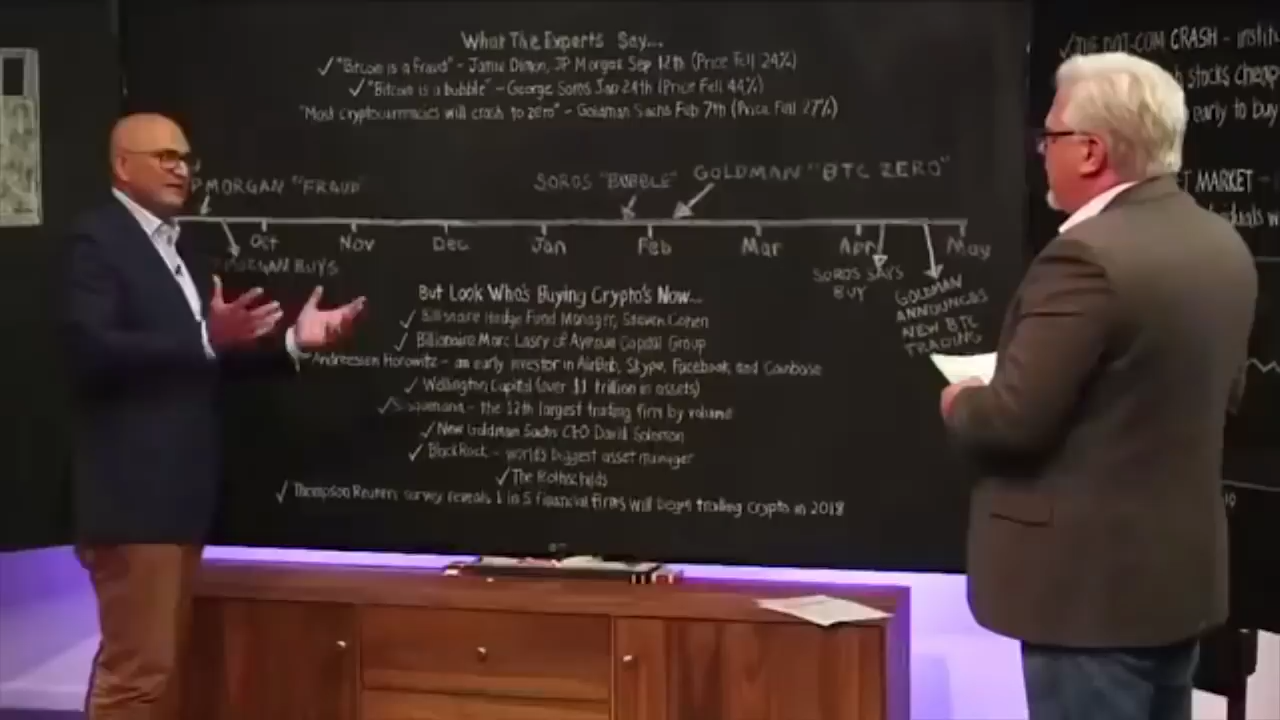 What The Experts Say...
✓ "Bitcoin is a fraud" - Jamie Dimon, JP Morgan Sep 12th (Price Fell 24%)
✓ "Bitcoin is a bubble" - George Soros Jan 24th (Price Fell 44%)
"Most cryptocurrencies will crash to zero" - Goldman Sachs Feb 7th (Price Fell 27%)
✓ THE DOT-COM CRASH -
stocks cheap
early to buy
MARKET -
MORGAN "FRAUD"
SOROS "BUBBLE"
GOLDMAN "BTC ZERO"
Oct Nov Dec Jan Feb Mar Apr May
MORGAN BUYS
SOROS SAYS
BUY
GOLDMAN
ANNOUNCES
NEW BTC
TRADING
But Look Who's Buying Crypto's Now...
✓ Billionaire Hedge Fund Manager, Steven Cohen
✓ Billionaire Marc Lasry of Avenue Capital Group
Andreessen Horowitz - an early investor in AirBnb, Skype, Facebook, and Coinbase
✓ Wellington Capital (over $1 trillion in assets)
✓ - the 12th largest trading firm by volume
✓ New Goldman Sachs CEO David Solomon
✓ BlackRock - world's biggest asset manager
✓ The Rothschilds
✓ Thompson Reuters survey reveals 1 in 5 financial firms will begin trading crypto in 2018